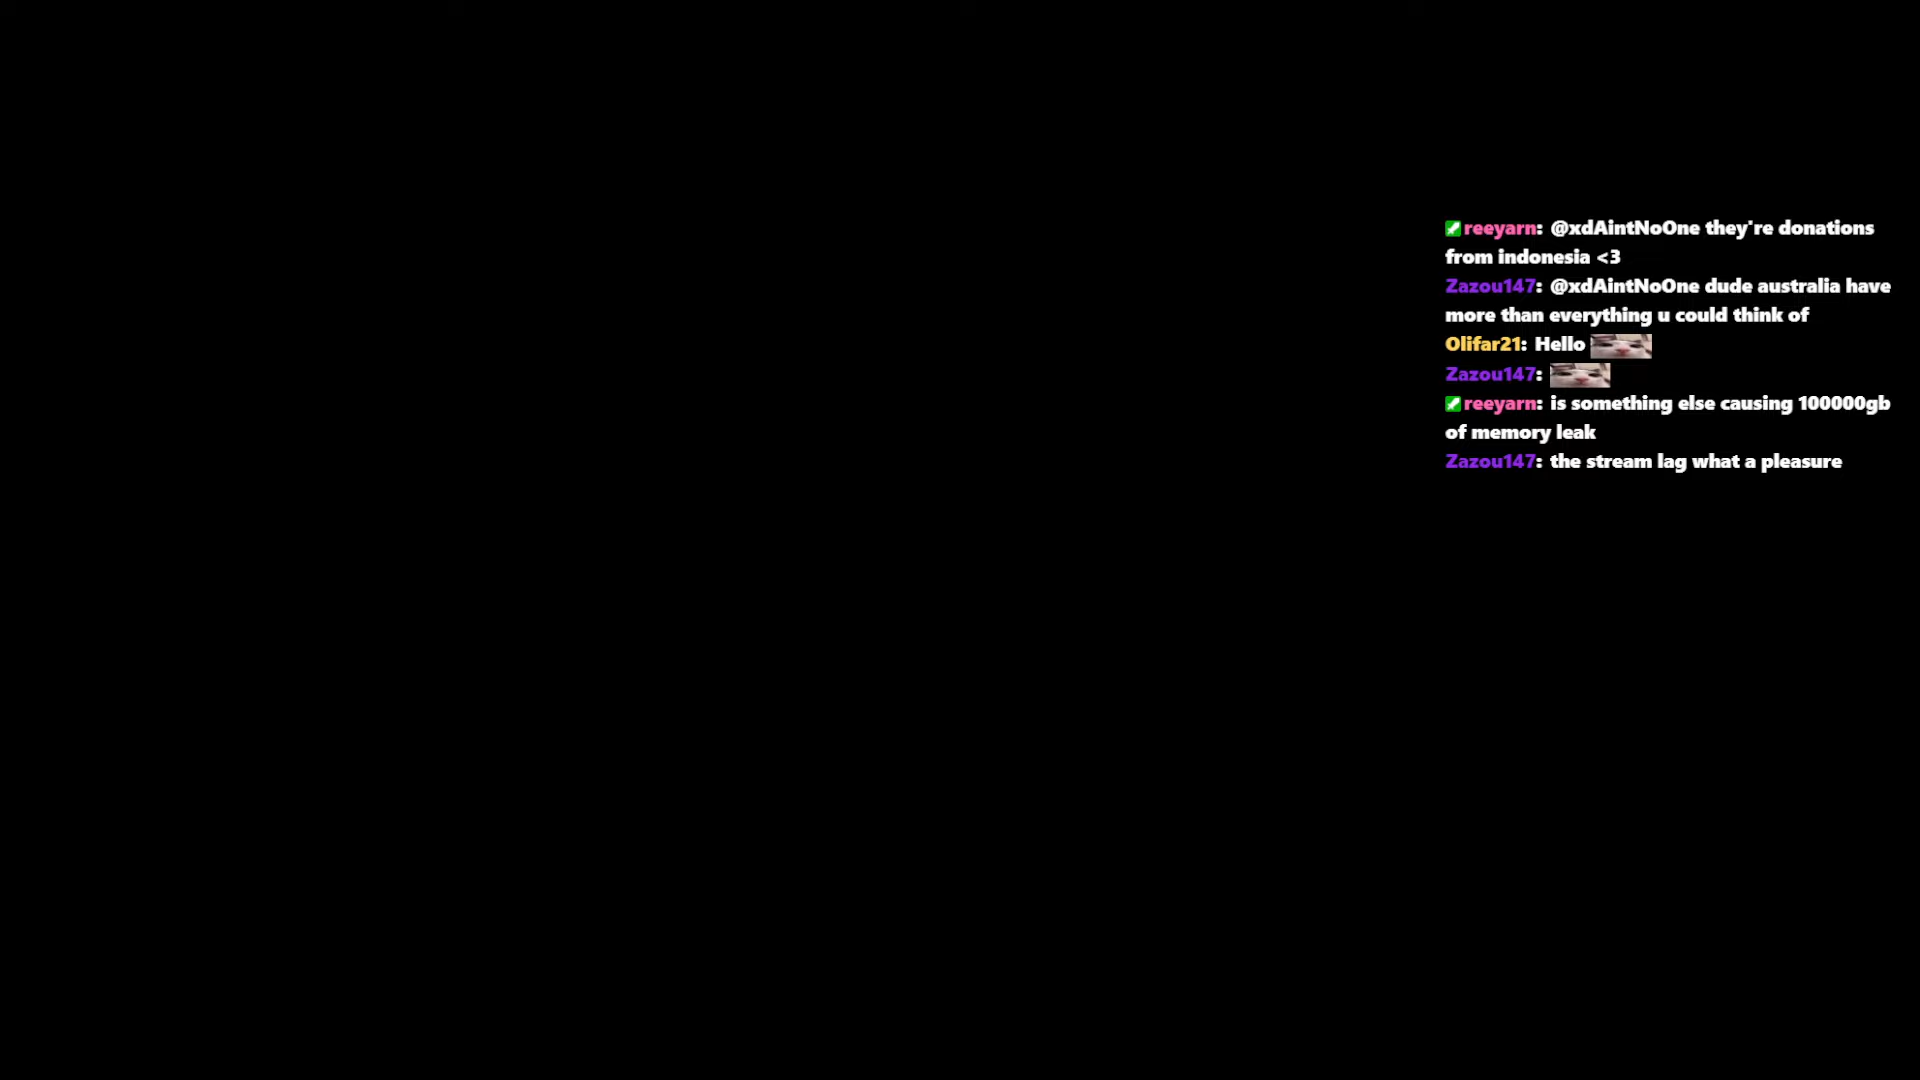 reeyarn: @xdAintNoOne they're donations
from indonesia <3
Zazou147: @xdAintNoOne dude australia have
more than everything u could think of
Olifar21: Hello
Zazou147:
reeyarn: is something else causing 100000gb
of memory leak
Zazou147: the stream lag what a pleasure